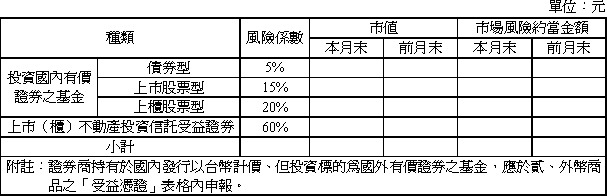 單位：元
種類 風險係數 市值 市場風險約當金額
本月末 前月末 本月末 前月末
投資國內有價證券之基金 債券型 5%
上市股票型 15%
上櫃股票型 20%
上市（櫃）不動產投資信託受益證券 60%
小計
附註：證券商持有於國內發行以台幣計價、但投資標的為國外有價證券之基金，應於貳、外幣商
品之「受益憑證」表格內申報。